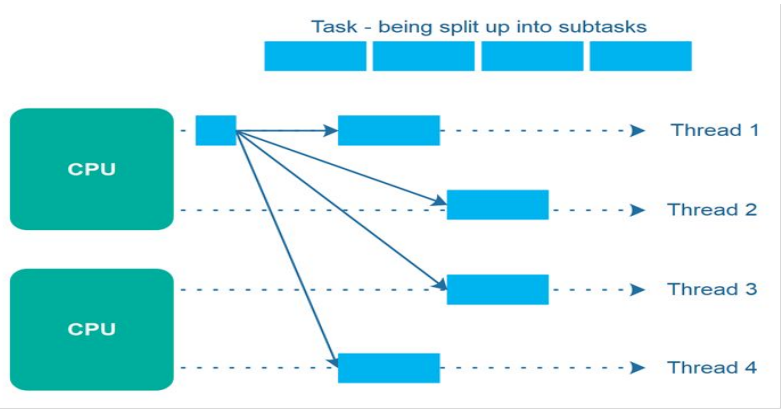 Task - being split up into subtasks
CPU
Thread 1
Thread 2
CPU
Thread 3
Thread 4